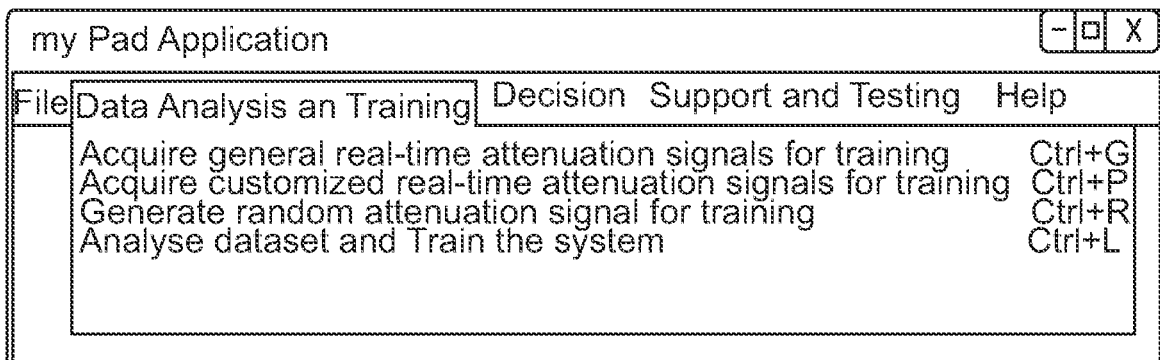 my Pad Application - □ X
File Data Analysis an Training Decision Support and Testing Help
Acquire general real-time attenuation signals for training Ctrl+G
Acquire customized real-time attenuation signals for training Ctrl+P
Generate random attenuation signal for training Ctrl+R
Analyse dataset and Train the system Ctrl+L